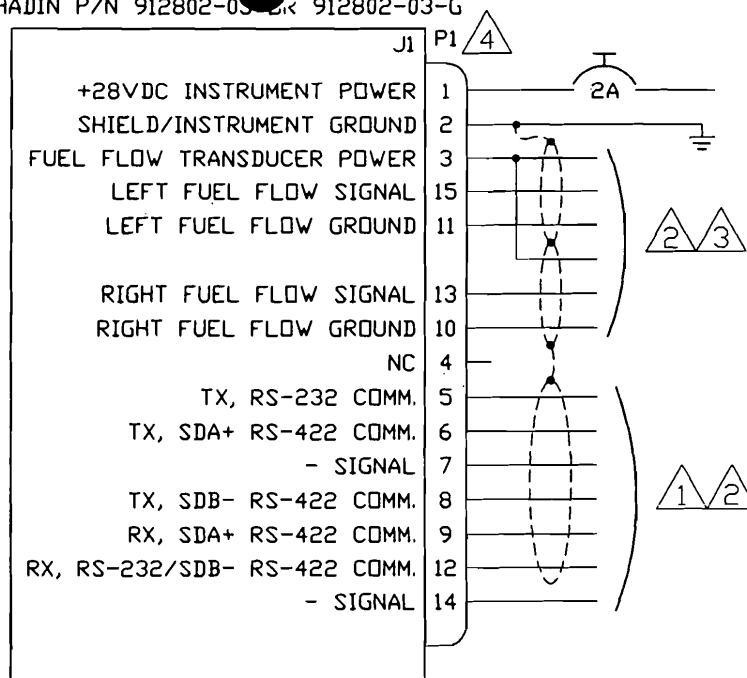 HADIN P/N 912802-0 912802-03-G
J1 P1 4
+28VDC INSTRUMENT POWER 1 2A
SHIELD/INSTRUMENT GROUND 2
FUEL FLOW TRANSDUCER POWER 3
LEFT FUEL FLOW SIGNAL 15
LEFT FUEL FLOW GROUND 11
2 3
RIGHT FUEL FLOW SIGNAL 13
RIGHT FUEL FLOW GROUND 10
NC 4
TX, RS-232 COMM. 5
TX, SDA+ RS-422 COMM. 6
- SIGNAL 7
TX, SDB- RS-422 COMM. 8
1 2
RX, SDA+ RS-422 COMM. 9
RX, RS-232/SDB- RS-422 COMM. 12
- SIGNAL 14